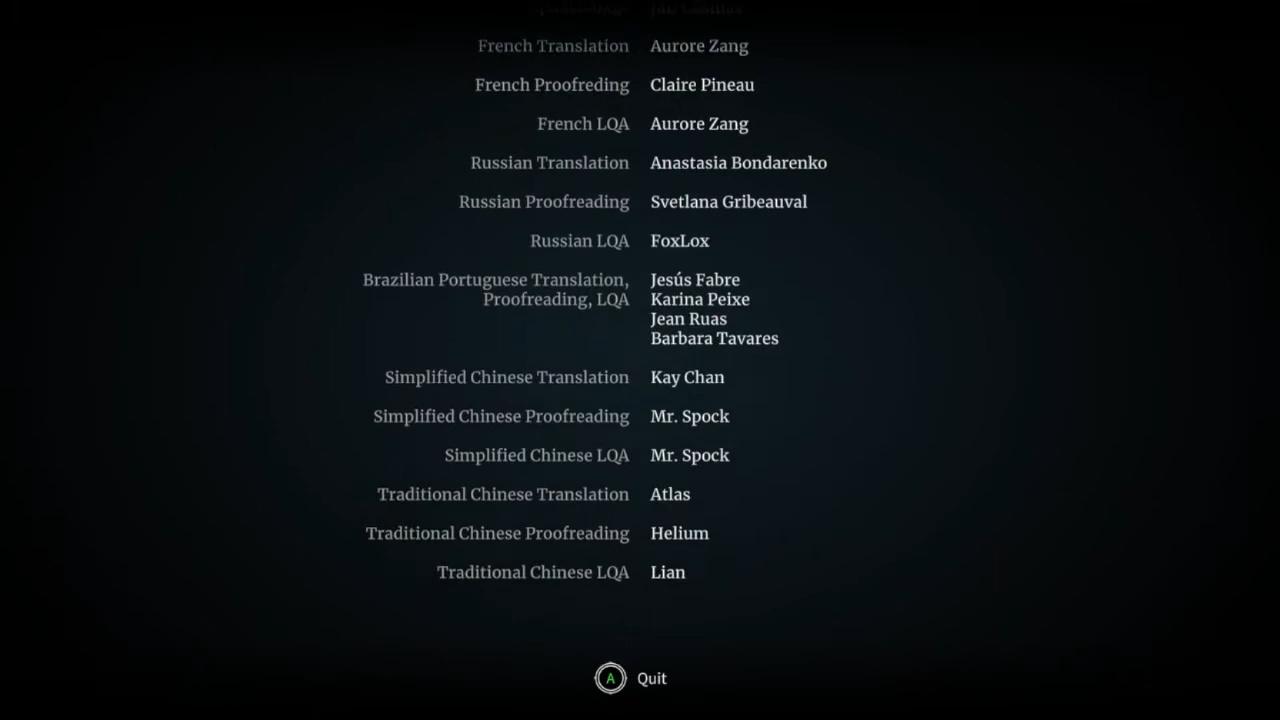 French Translation Aurore Zang
French Proofreding Claire Pineau
French LQA Aurore Zang
Russian Translation Anastasia Bondarenko
Russian Proofreading Svetlana Gribeauval
Russian LQA FoxLox
Brazilian Portuguese Translation, Jesús Fabre
Proofreading, LQA Karina Peixe
Jean Ruas
Barbara Tavares
Simplified Chinese Translation Kay Chan
Simplified Chinese Proofreading Mr. Spock
Simplified Chinese LQA Mr. Spock
Traditional Chinese Translation Atlas
Traditional Chinese Proofreading Helium
Traditional Chinese LQA Lian
A Quit